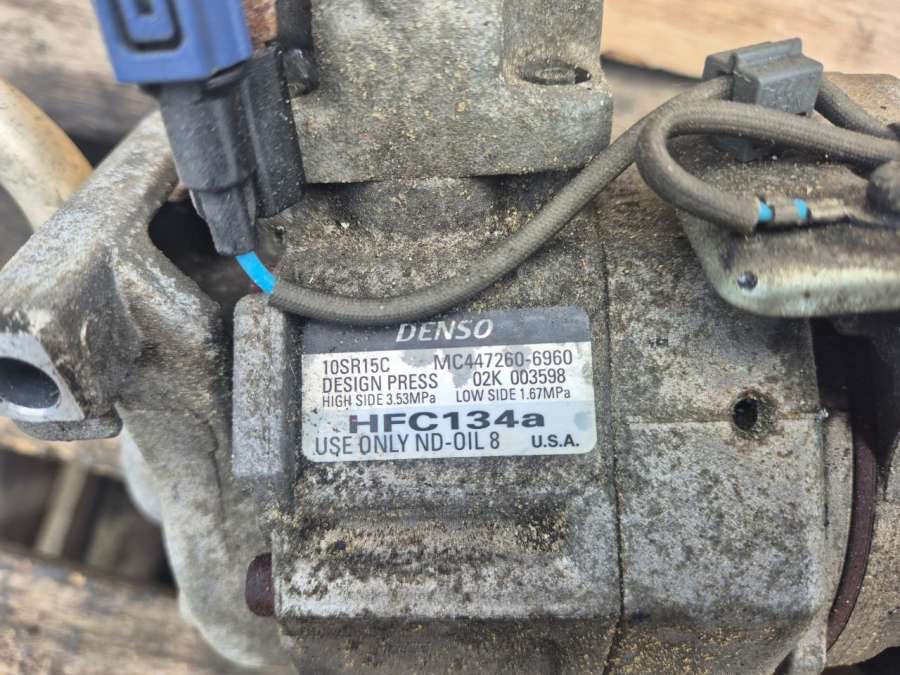 DENSO
10SR15C MC447260-6960
DESIGN PRESS 02K 003598
HIGH SIDE 3.53MPa LOW SIDE 1.67MPa
HFC134a
USE ONLY ND-OIL 8 U.S.A.